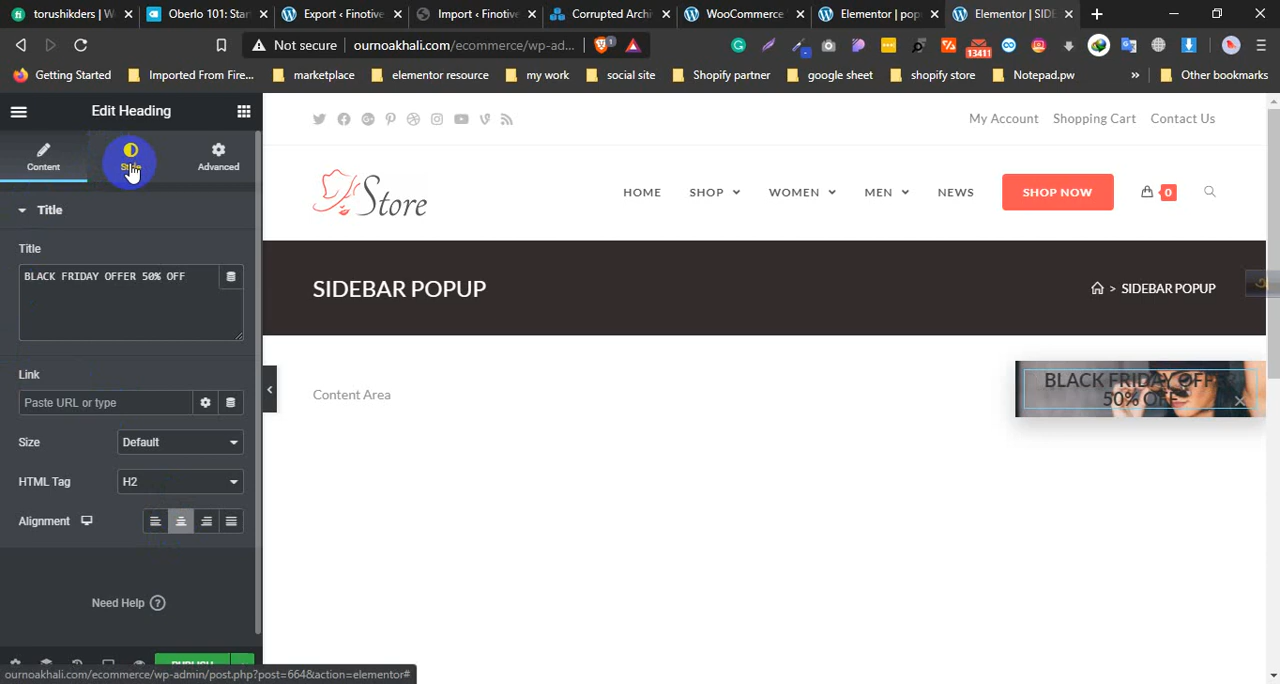 torushikders | W
Oberlo 101: Star
Export ‹ Finotive
Import ‹ Finotive
Corrupted Archi
WooCommerce
Elementor | pop
Elementor | SIDE
Not secure ournoakhali.com/ecommerce/wp-ad...
13411
Getting Started
Imported From Fire...
marketplace
elementor resource
my work
social site
Shopify partner
google sheet
shopify store
Notepad.pw
»
Other bookmarks
Edit Heading
Content
Style
Advanced
Title
Title
BLACK FRIDAY OFFER 50% OFF
Link
Paste URL or type
Size
Default
HTML Tag
H2
Alignment
Need Help
PUBLISH
ournoakhali.com/ecommerce/wp-admin/post.php?post=664&action=elementor#
My Account
Shopping Cart
Contact Us
Store
HOME
SHOP
WOMEN
MEN
NEWS
SHOP NOW
0
SIDEBAR POPUP
> SIDEBAR POPUP
Content Area
BLACK FRIDAY OFFER
50% OFF